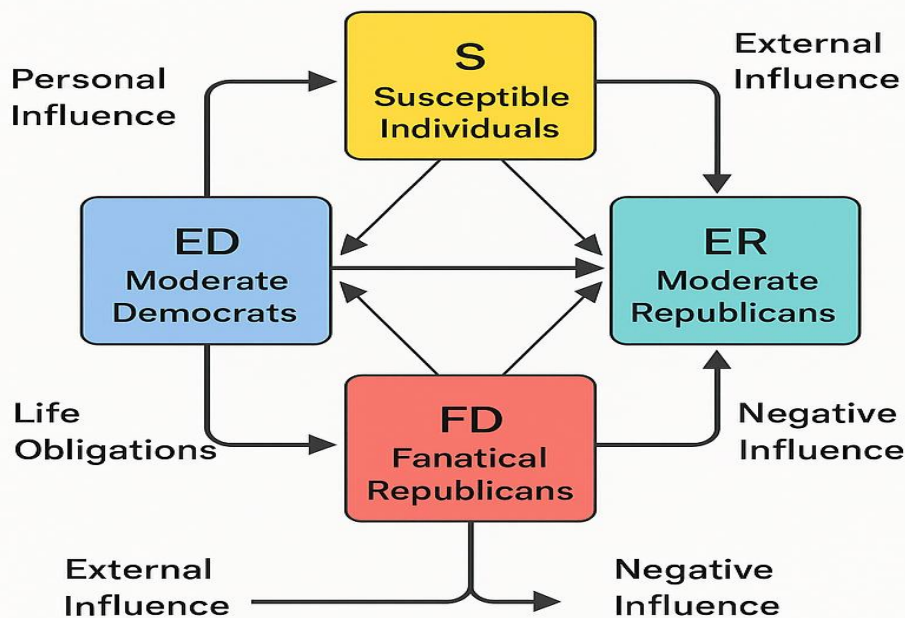 S
Susceptible
Individuals
External
Influence
Personal
Influence
ED
Moderate
Democrats
ER
Moderate
Republicans
Life
Obligations
FD
Fanatical
Republicans
Negative
Influence
External
Influence
Negative
Influence